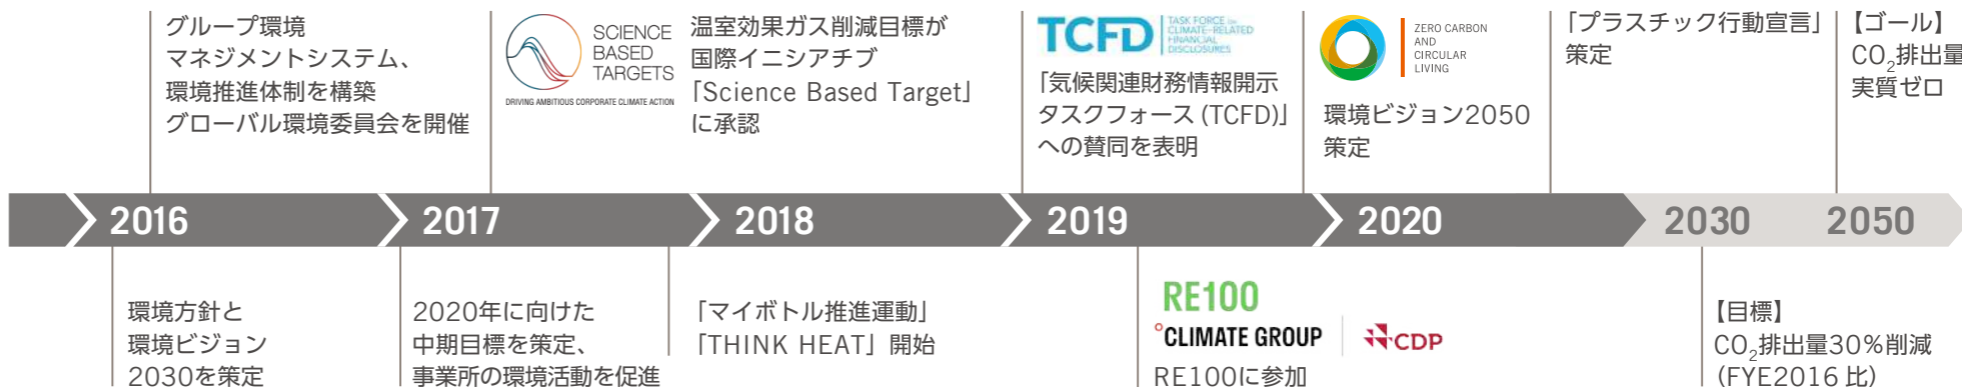 グループ環境
マネジメントシステム、
環境推進体制を構築
グローバル環境委員会を開催
SCIENCE
BASED
TARGETS
DRIVING AMBITIOUS CORPORATE CLIMATE ACTION
温室効果ガス削減目標が
国際イニシアチブ
「Science Based Target」
に承認
TCFD
TASK FORCE ON
CLIMATE-RELATED
FINANCIAL
DISCLOSURES
「気候関連財務情報開示
タスクフォース (TCFD)」
への賛同を表明
ZERO CARBON
AND
CIRCULAR
LIVING
環境ビジョン2050
策定
「プラスチック行動宣言」
策定
【ゴール】
CO₂排出量
実質ゼロ
2016
2017
2018
2019
2020
2030
2050
環境方針と
環境ビジョン
2030を策定
2020年に向けた
中期目標を策定、
事業所の環境活動を促進
「マイボトル推進運動」
「THINK HEAT」開始
RE100
°CLIMATE GROUP
CDP
RE100に参加
【目標】
CO₂排出量30%削減
(FYE2016 比)